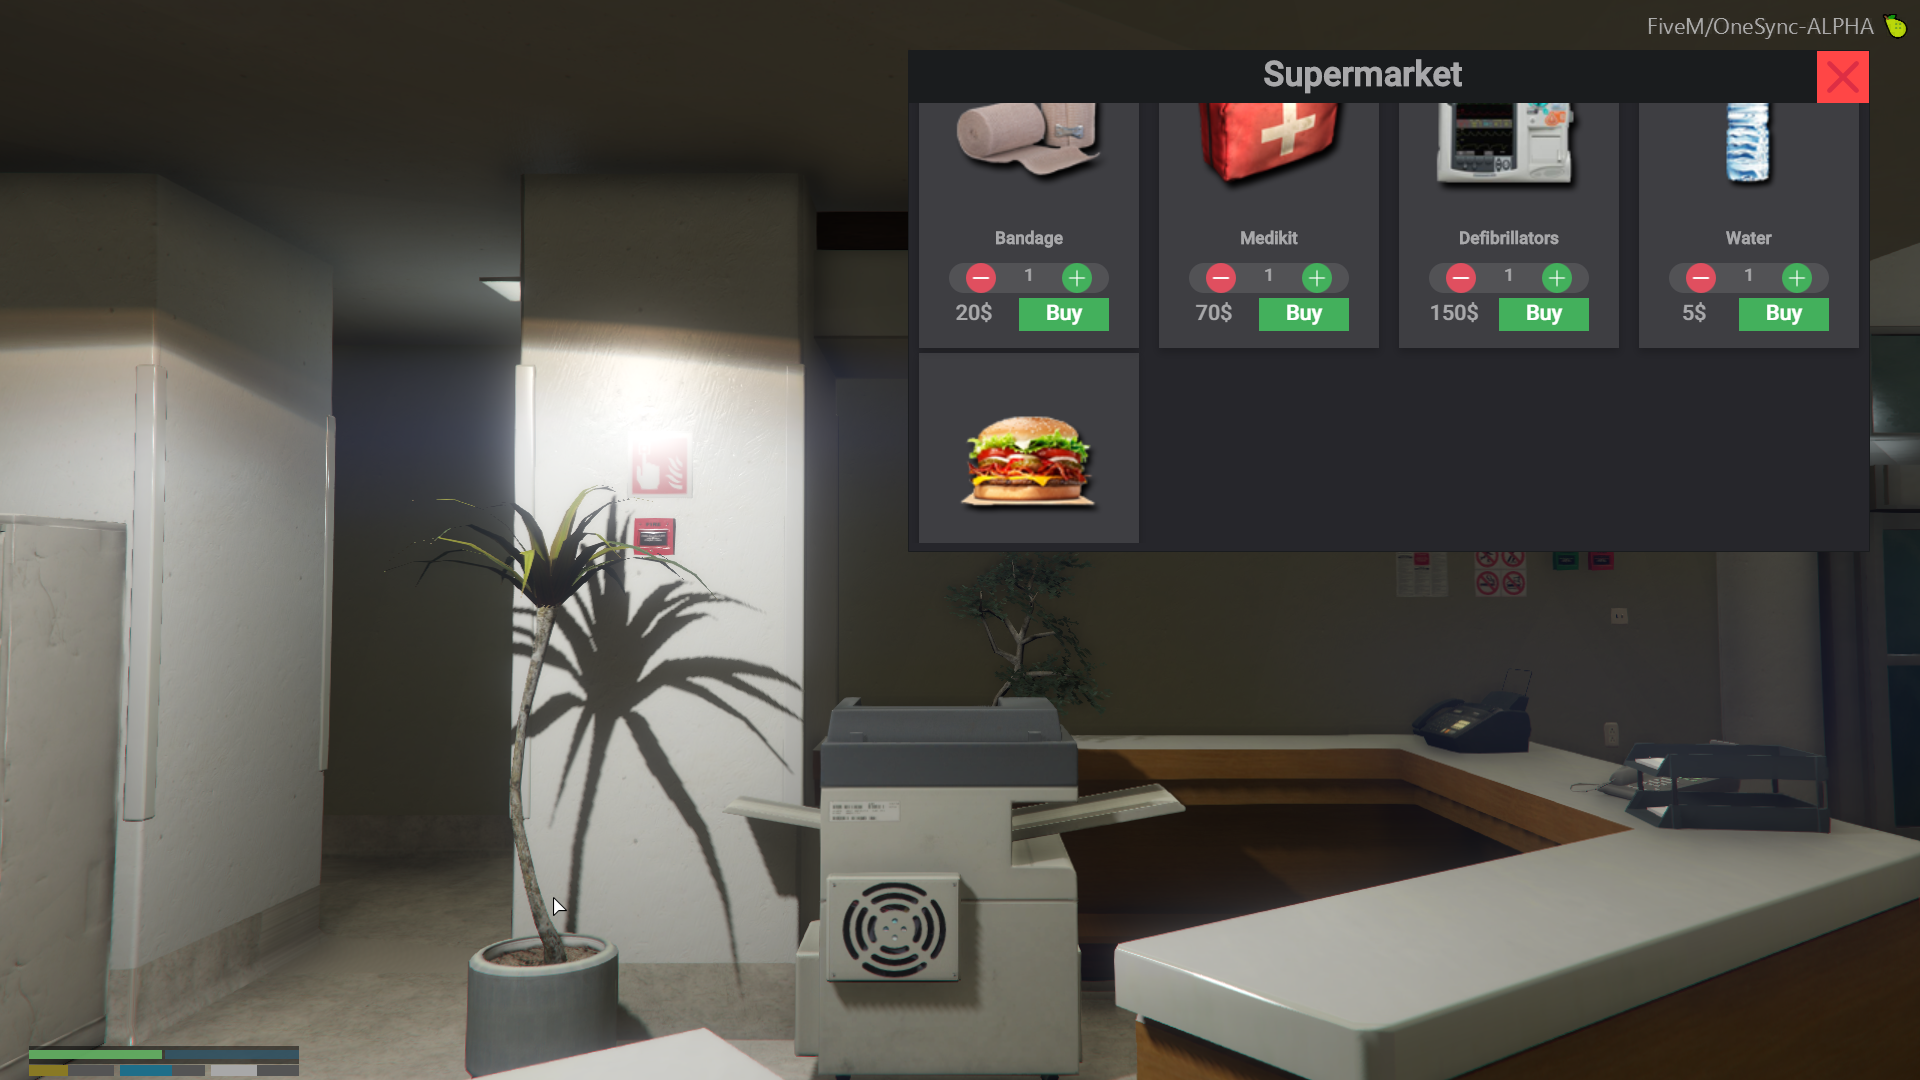 FiveM/OneSync-ALPHA
Supermarket
Bandage
Medikit
Defibrillators
Water
1
1
1
1
20$ Buy
70$ Buy
150$ Buy
5$ Buy